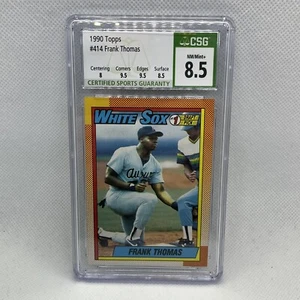 1990 Topps
#414 Frank Thomas
Centering Corners Edges Surface
8 9.5 9.5 8.5
CERTIFIED SPORTS GUARANTY
CSG
NM/Mint+
8.5
WHITE SOX
FRANK THOMAS